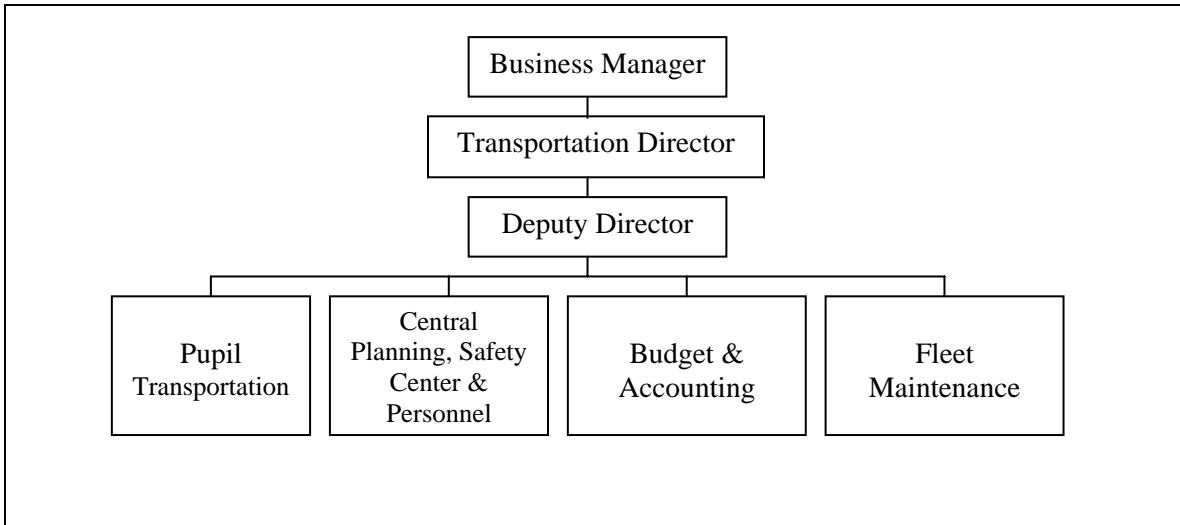 Business Manager
Transportation Director
Deputy Director
Pupil
Transportation
Central
Planning, Safety
Center &
Personnel
Budget &
Accounting
Fleet
Maintenance